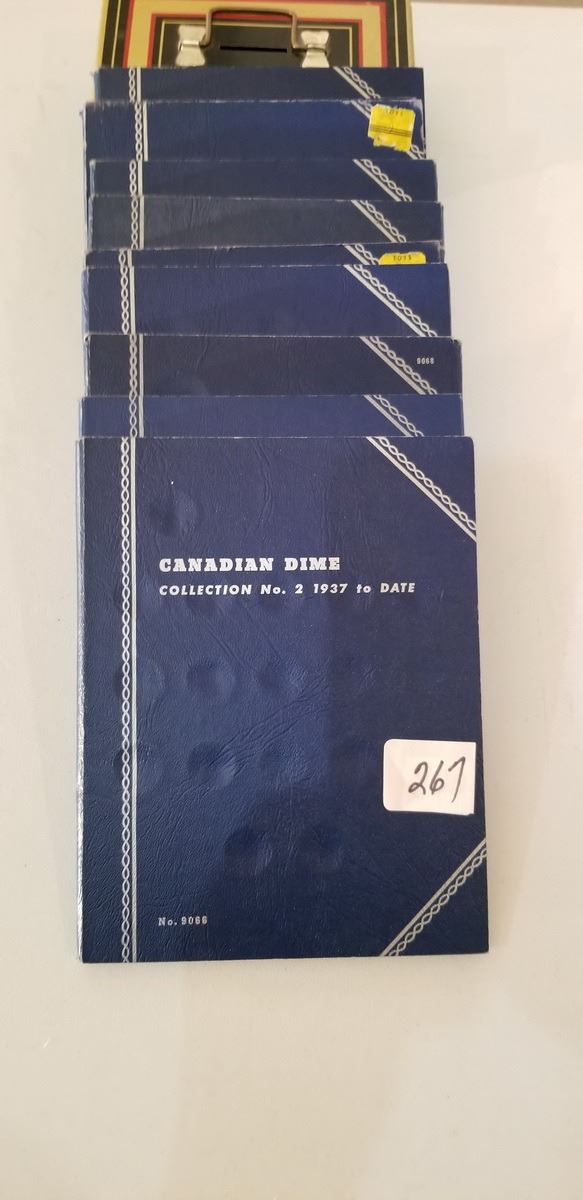 9068
CANADIAN DIME
COLLECTION No. 2 1937 to DATE
267
No. 9066